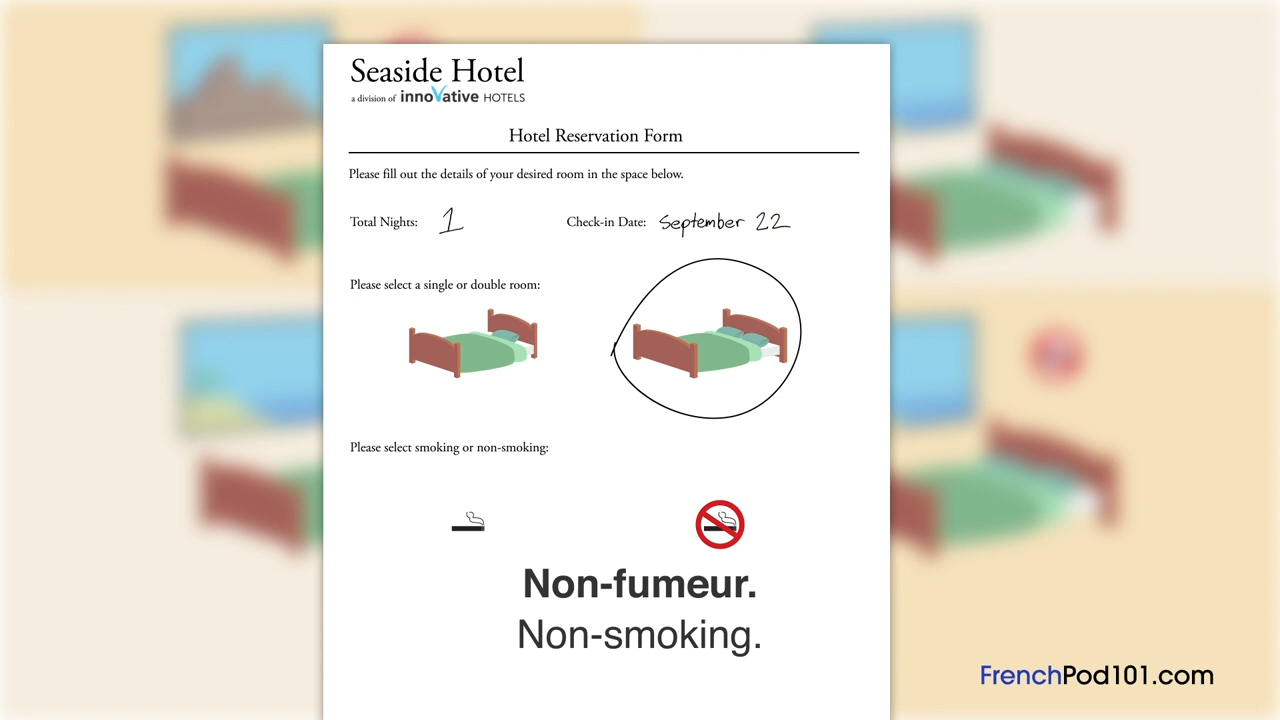 Seaside Hotel
a division of innoVative HOTELS
Hotel Reservation Form
Please fill out the details of your desired room in the space below.
Total Nights: 1 Check-in Date: September 22
Please select a single or double room:
Please select smoking or non-smoking:
Non-fumeur.
Non-smoking.
FrenchPod101.com